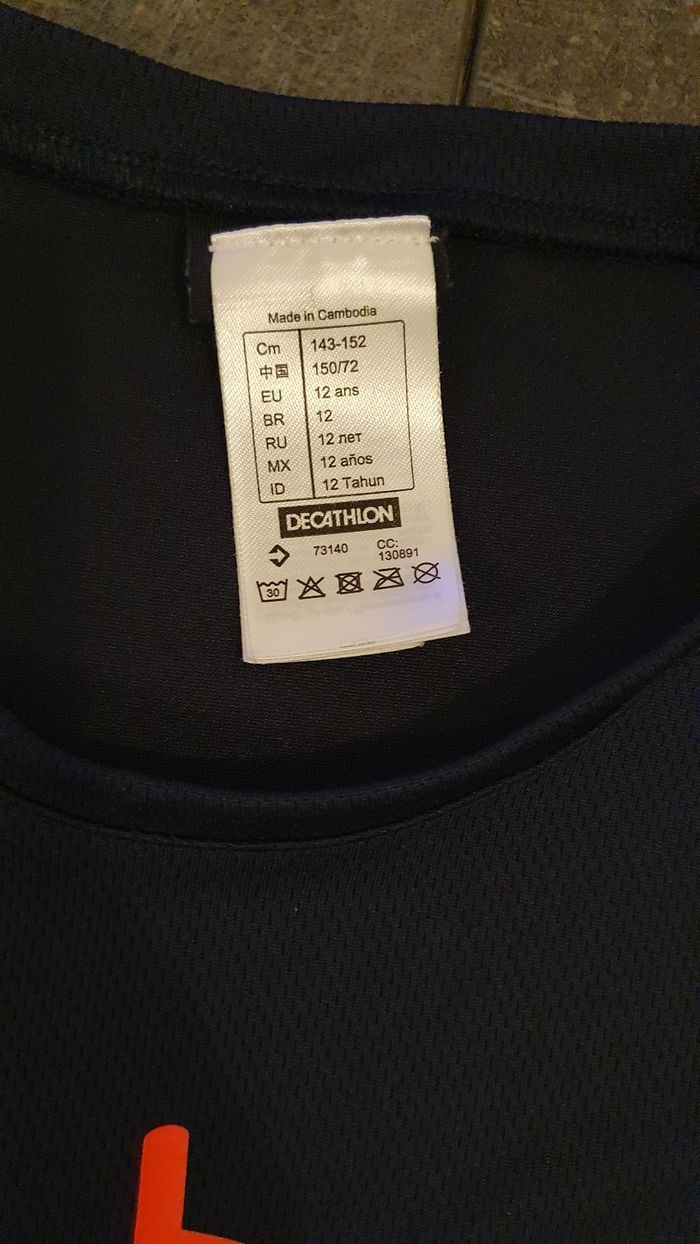 Made in Cambodia
Cm 143-152
中国 150/72
EU 12 ans
BR 12
RU 12 лет
MX 12 años
ID 12 Tahun
DECATHLON
73140 CC: 130891
30